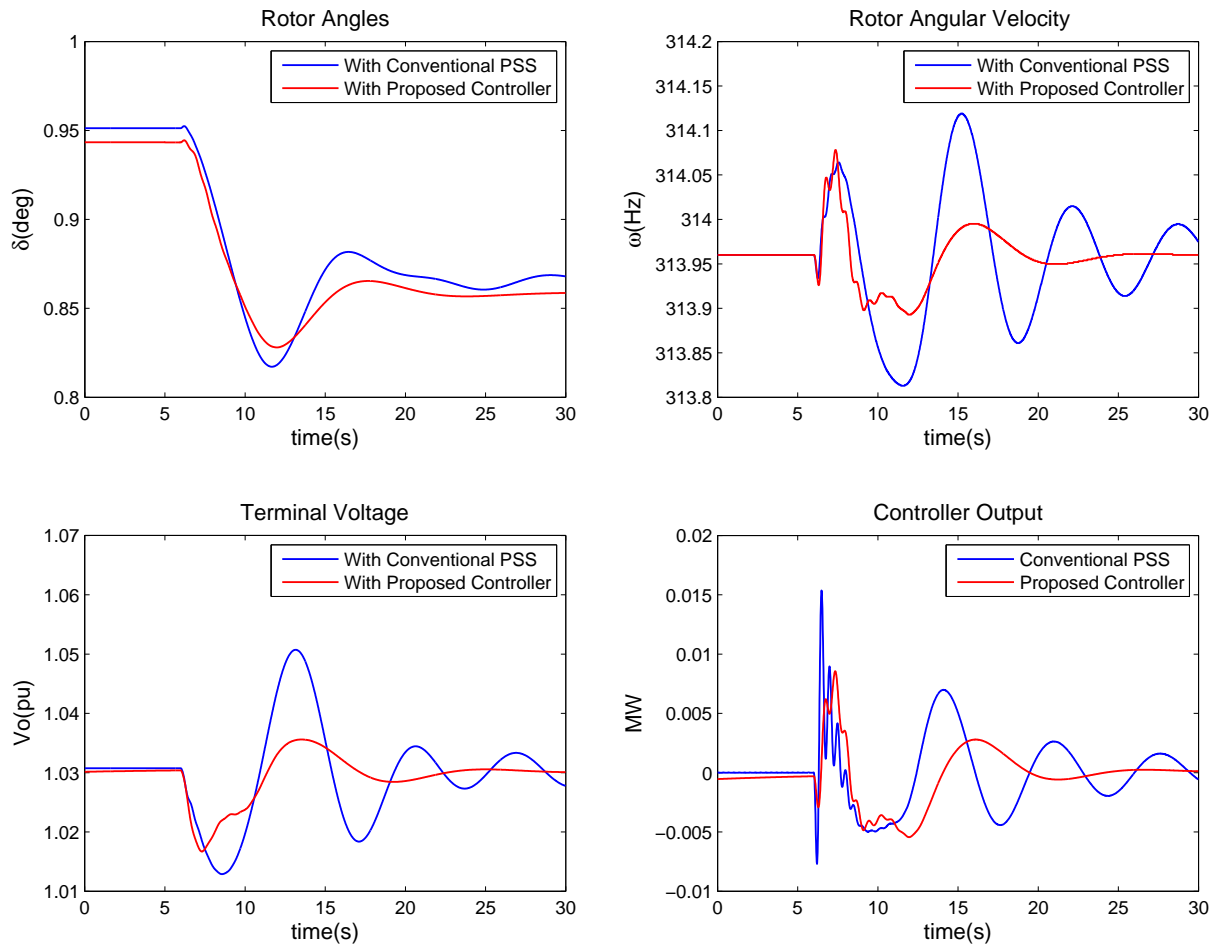 Rotor Angles
1
0.95
0.9
0.85
0.8
δ(deg)
With Conventional PSS
With Proposed Controller
0 5 10 15 20 25 30
time(s)
Rotor Angular Velocity
314.2
314.15
314.1
314.05
314
313.95
313.9
313.85
313.8
ω(Hz)
With Conventional PSS
With Proposed Controller
0 5 10 15 20 25 30
time(s)
Terminal Voltage
1.07
1.06
1.05
1.04
1.03
1.02
1.01
Vo(pu)
With Conventional PSS
With Proposed Controller
0 5 10 15 20 25 30
time(s)
Controller Output
0.02
0.015
0.01
0.005
0
−0.005
−0.01
MW
Conventional PSS
Proposed Controller
0 5 10 15 20 25 30
time(s)